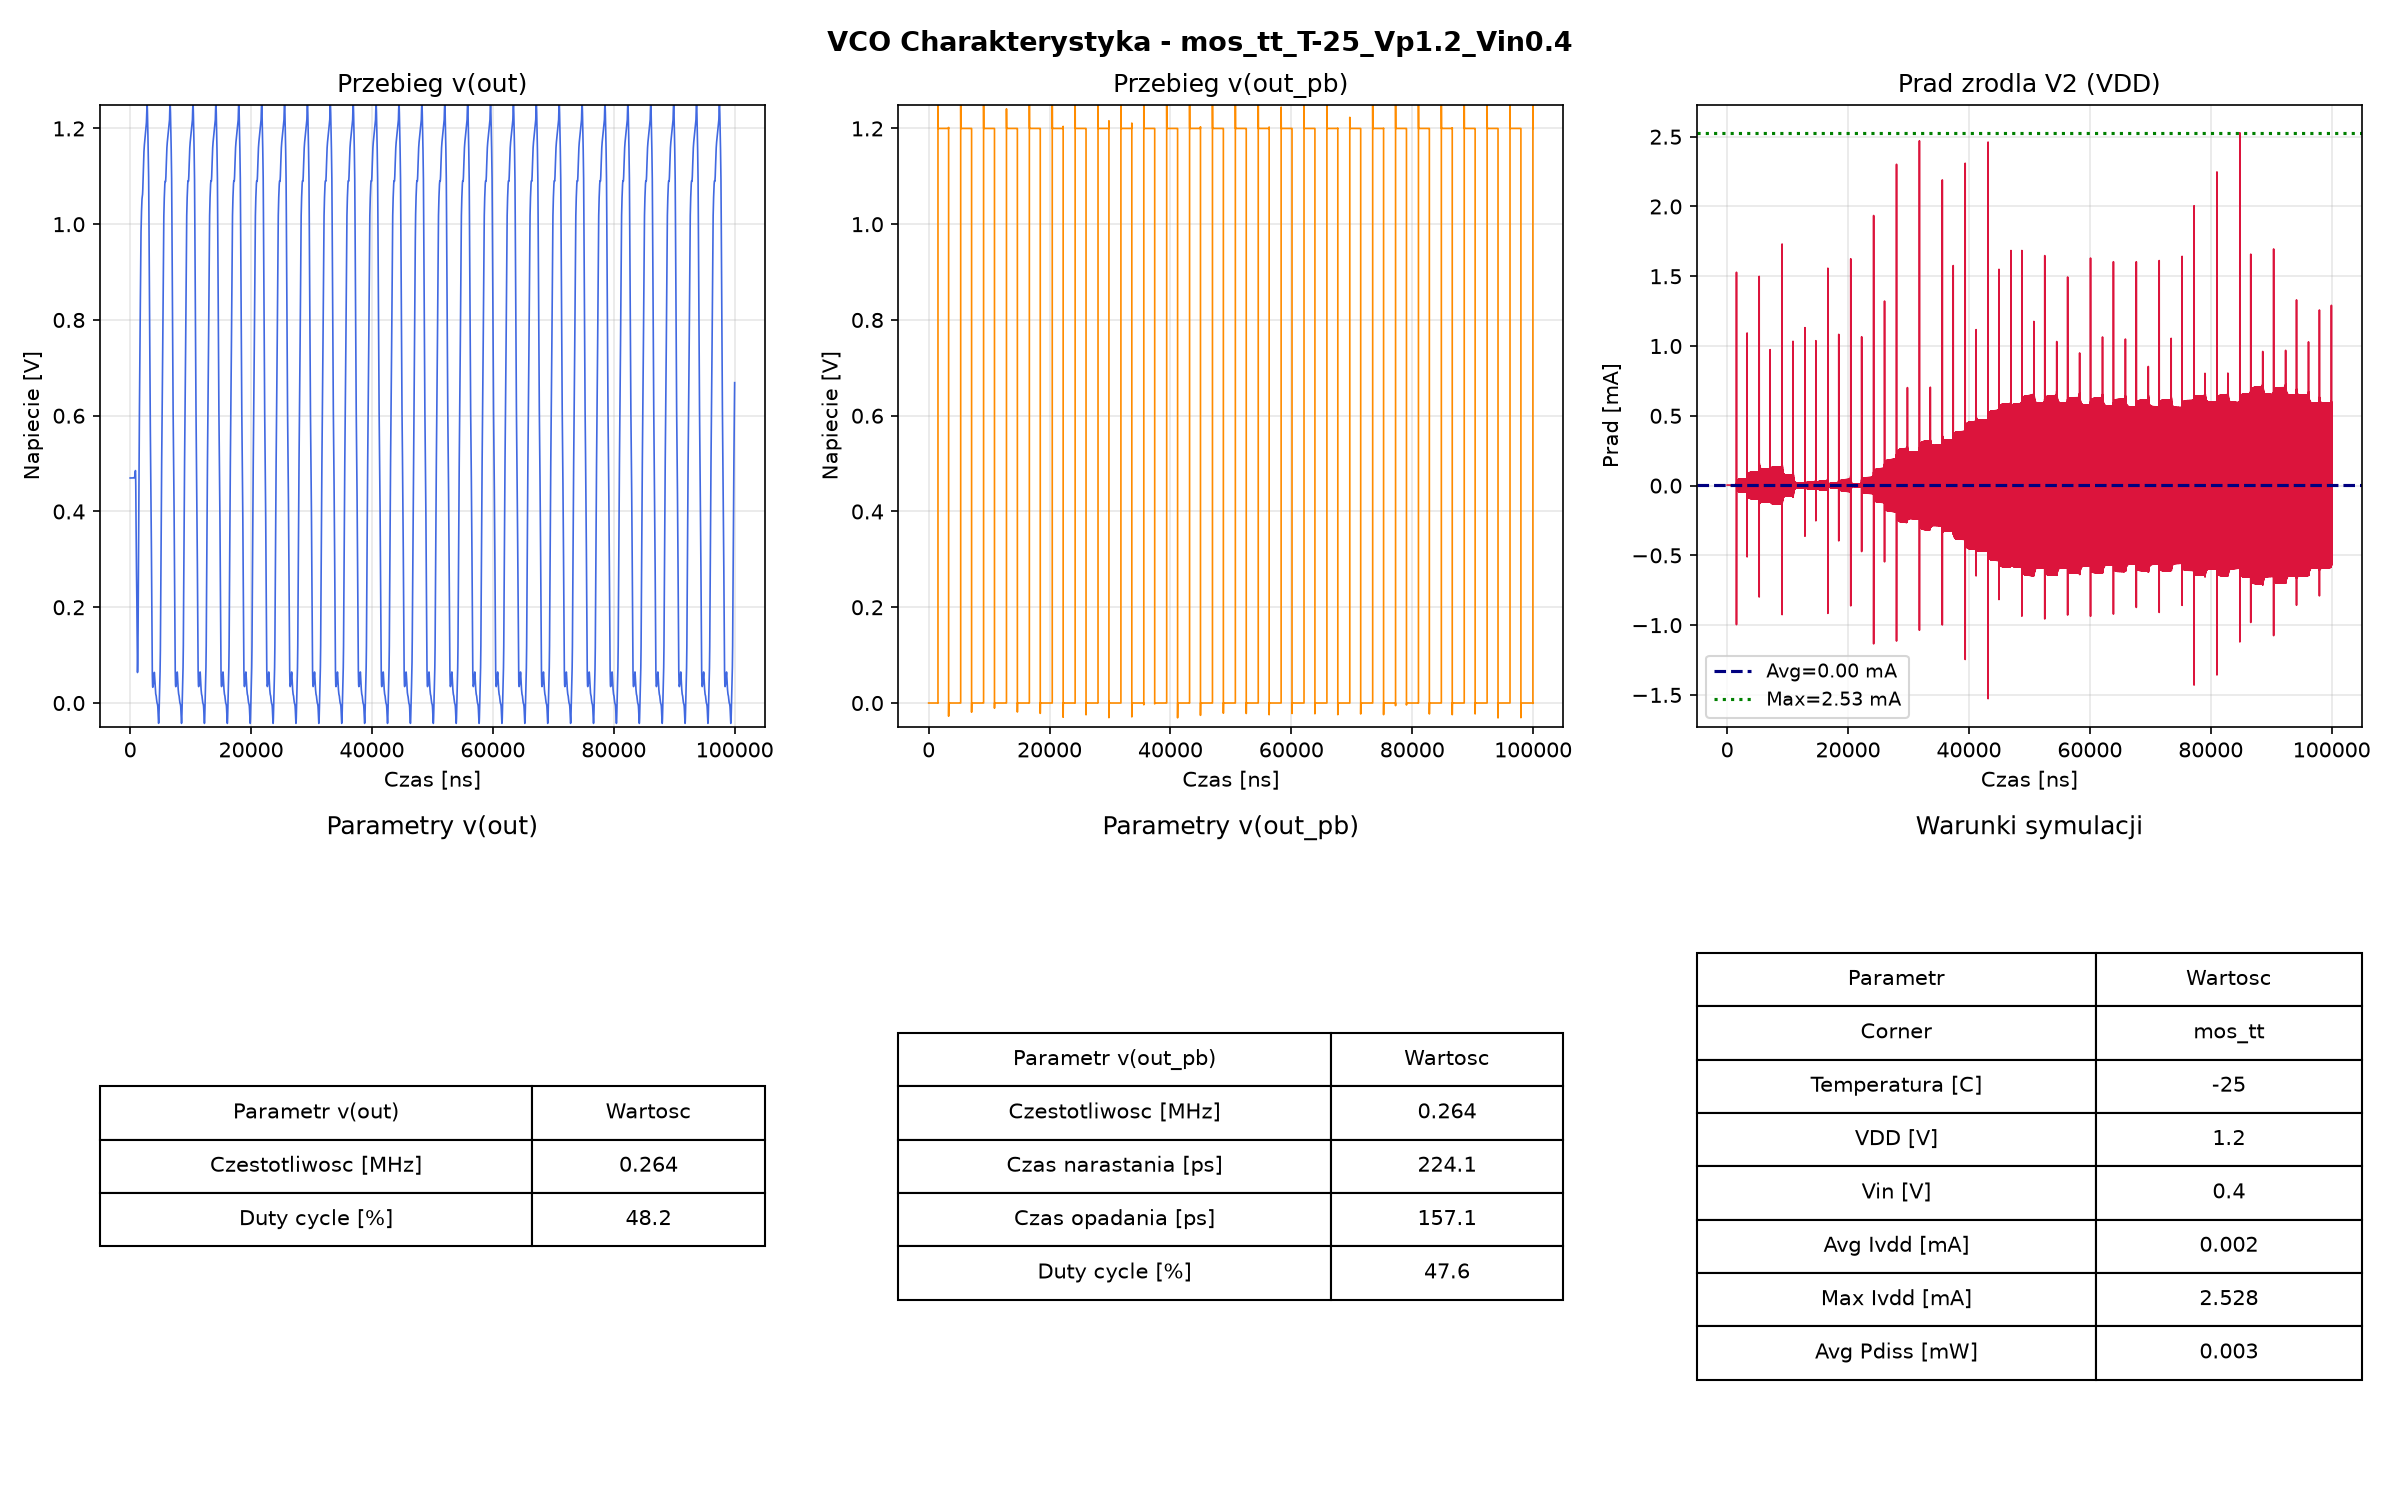 VCO Charakterystyka - mos_tt_T-25_Vp1.2_Vin0.4
Przebieg v(out)
Napiecie [V]
1.2
1.0
0.8
0.6
0.4
0.2
0.0
0 20000 40000 60000 80000 100000
Czas [ns]
Przebieg v(out_pb)
Napiecie [V]
1.2
1.0
0.8
0.6
0.4
0.2
0.0
0 20000 40000 60000 80000 100000
Czas [ns]
Prad zrodla V2 (VDD)
Prad [mA]
2.5
2.0
1.5
1.0
0.5
0.0
−0.5
−1.0
−1.5
Avg=0.00 mA
Max=2.53 mA
0 20000 40000 60000 80000 100000
Czas [ns]
Parametry v(out)
Parametr v(out) Wartosc
Czestotliwosc [MHz] 0.264
Duty cycle [%] 48.2
Parametry v(out_pb)
Parametr v(out_pb) Wartosc
Czestotliwosc [MHz] 0.264
Czas narastania [ps] 224.1
Czas opadania [ps] 157.1
Duty cycle [%] 47.6
Warunki symulacji
Parametr Wartosc
Corner mos_tt
Temperatura [C] -25
VDD [V] 1.2
Vin [V] 0.4
Avg Ivdd [mA] 0.002
Max Ivdd [mA] 2.528
Avg Pdiss [mW] 0.003